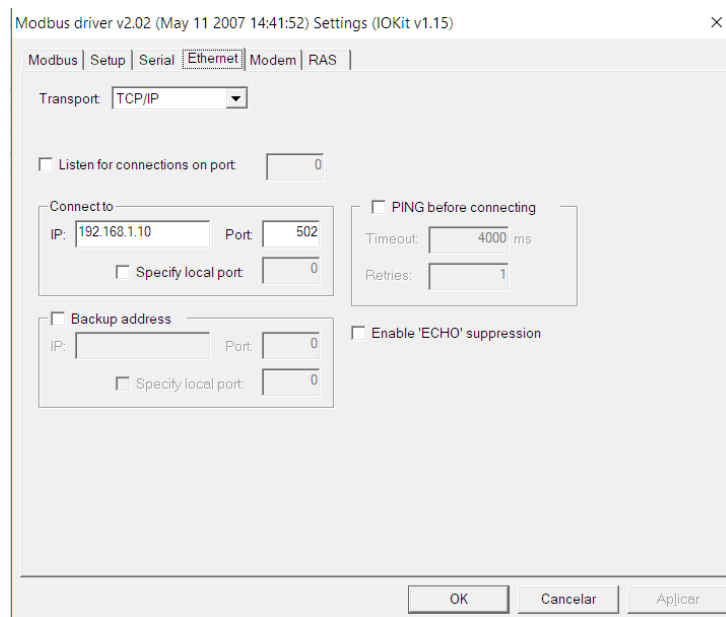 Modbus driver v2.02 (May 11 2007 14:41:52) Settings (IOKit v1.15)
Modbus Setup Serial Ethernet Modem RAS
Transport: TCP/IP
Listen for connections on port: 0
Connect to
IP: 192.168.1.10 Port: 502
Specify local port: 0
PING before connecting
Timeout: 4000 ms
Retries: 1
Backup address
IP: Port: 0
Specify local port: 0
Enable 'ECHO' suppression
OK Cancelar Aplicar